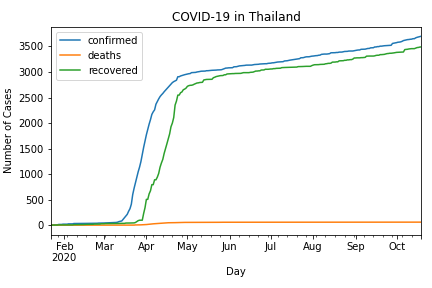 COVID-19 in Thailand
confirmed
deaths
recovered
Number of Cases
3500
3000
2500
2000
1500
1000
500
0
Feb Mar Apr May Jun Jul Aug Sep Oct
2020
Day